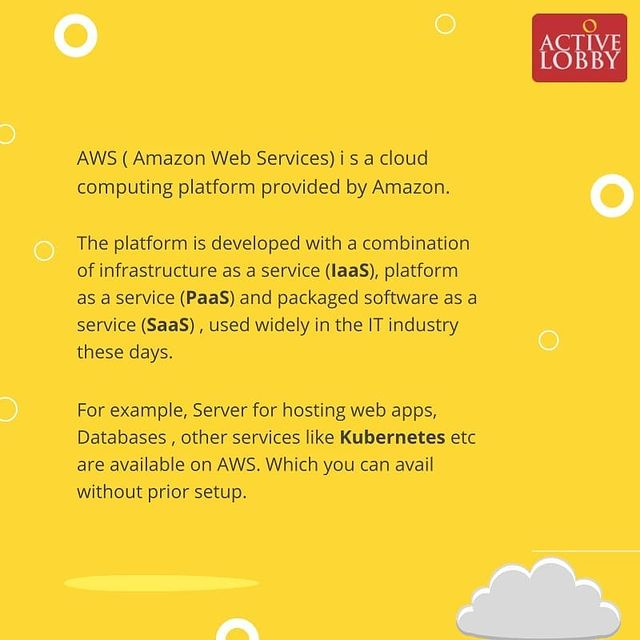 ACTIVE
LOBBY
AWS ( Amazon Web Services) i s a cloud
computing platform provided by Amazon.
The platform is developed with a combination
of infrastructure as a service (IaaS), platform
as a service (PaaS) and packaged software as a
service (SaaS) , used widely in the IT industry
these days.
For example, Server for hosting web apps,
Databases , other services like Kubernetes etc
are available on AWS. Which you can avail
without prior setup.